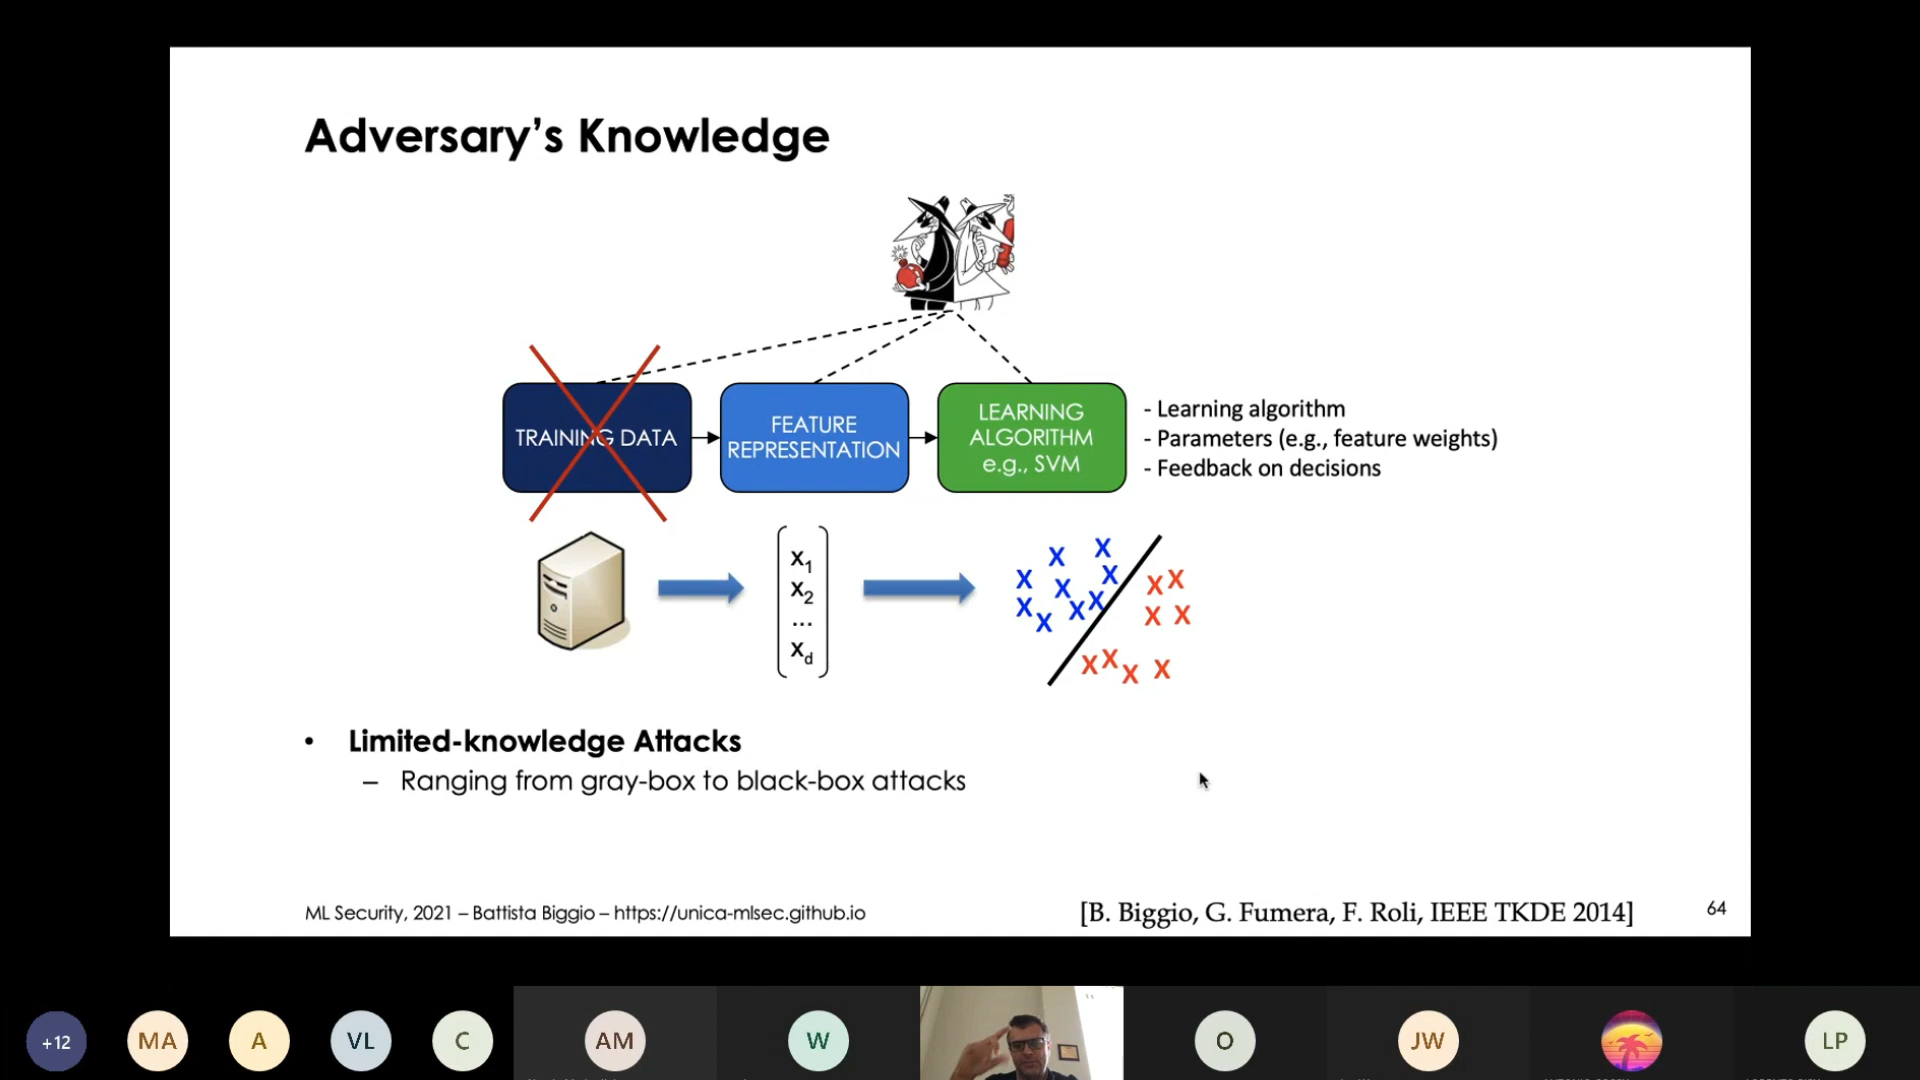 Adversary's Knowledge
TRAINING DATA
FEATURE
REPRESENTATION
LEARNING
ALGORITHM
e.g., SVM
- Learning algorithm
- Parameters (e.g., feature weights)
- Feedback on decisions
x1
x2
...
xd
• Limited-knowledge Attacks
– Ranging from gray-box to black-box attacks
ML Security, 2021 – Battista Biggio – https://unica-mlsec.github.io
[B. Biggio, G. Fumera, F. Roli, IEEE TKDE 2014]
64
+12
MA
A
VL
C
AM
W
O
JW
LP